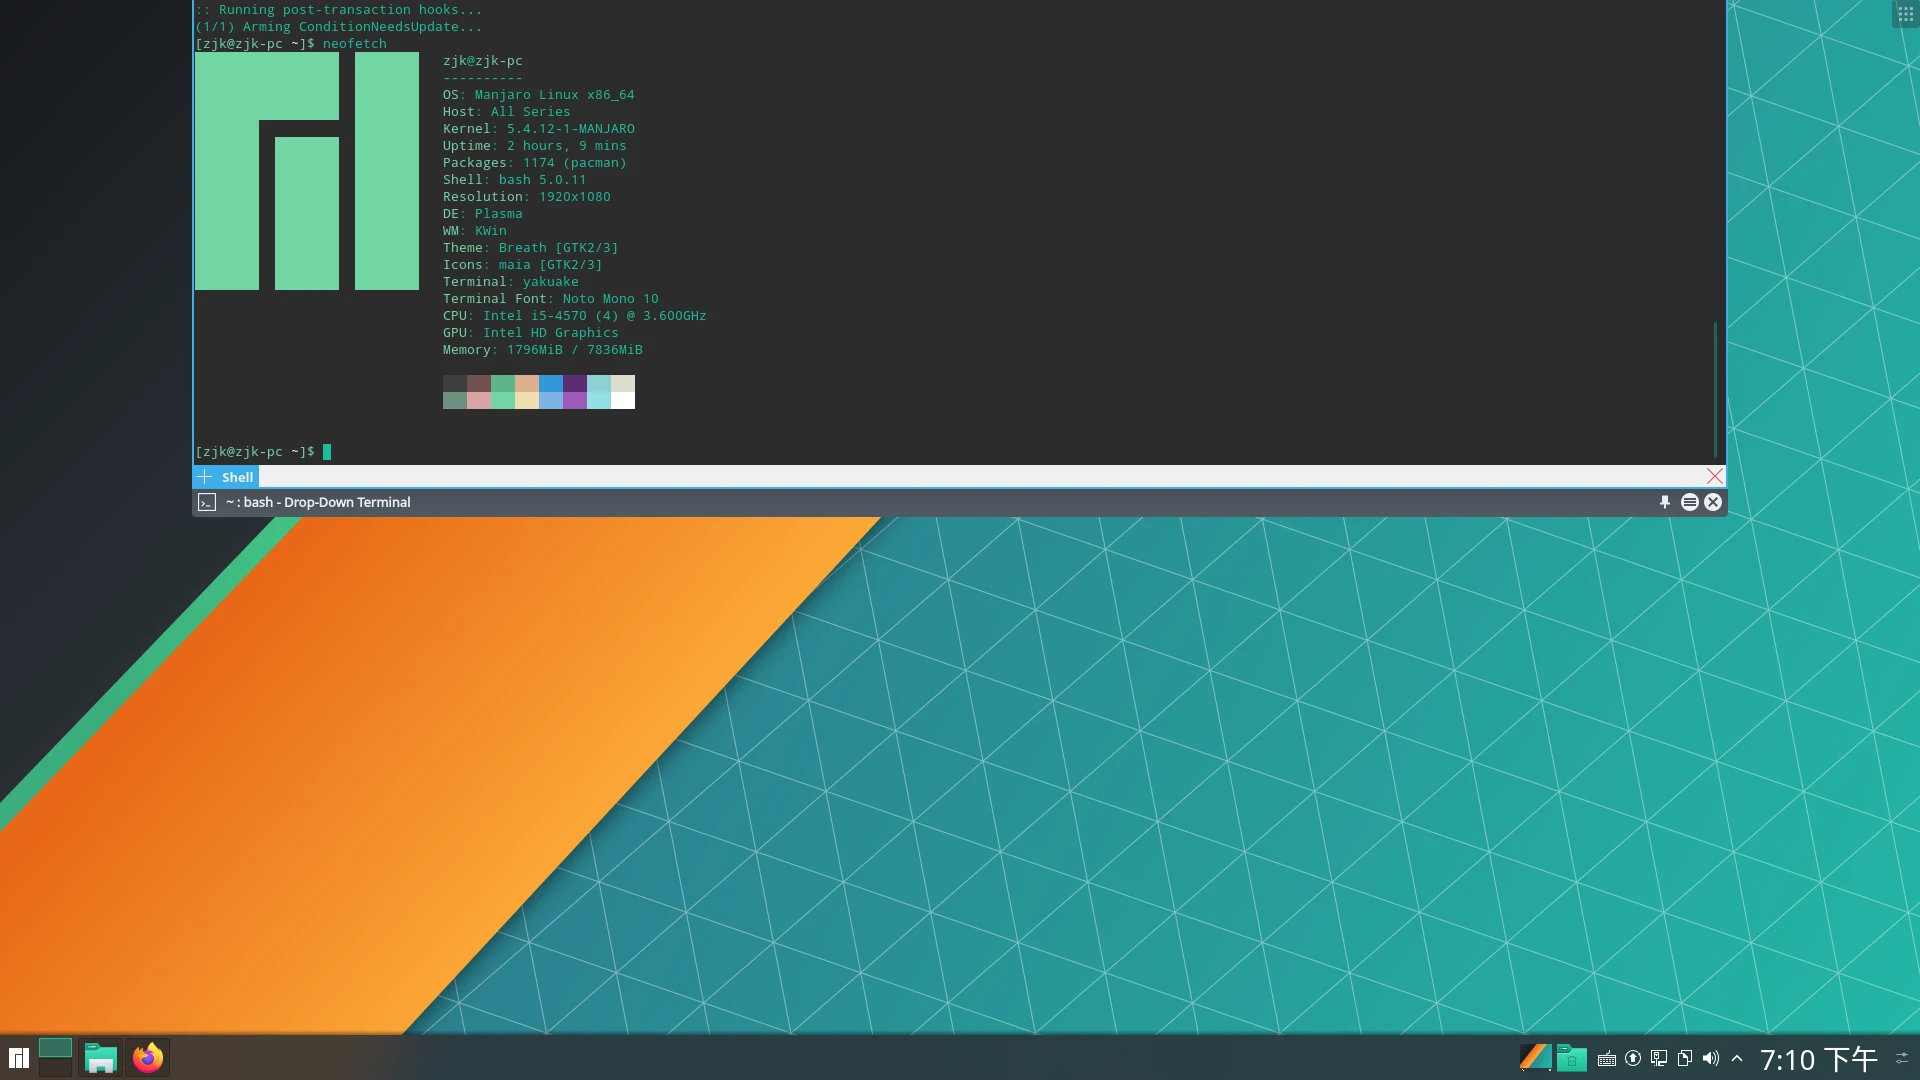 :: Running post-transaction hooks...
(1/1) Arming ConditionNeedsUpdate...
[zjk@zjk-pc ~]$ neofetch
zjk@zjk-pc
----------
OS: Manjaro Linux x86_64
Host: All Series
Kernel: 5.4.12-1-MANJARO
Uptime: 2 hours, 9 mins
Packages: 1174 (pacman)
Shell: bash 5.0.11
Resolution: 1920x1080
DE: Plasma
WM: KWin
Theme: Breath [GTK2/3]
Icons: maia [GTK2/3]
Terminal: yakuake
Terminal Font: Noto Mono 10
CPU: Intel i5-4570 (4) @ 3.600GHz
GPU: Intel HD Graphics
Memory: 1796MiB / 7836MiB
[zjk@zjk-pc ~]$
Shell
~ : bash - Drop-Down Terminal
7:10 下午